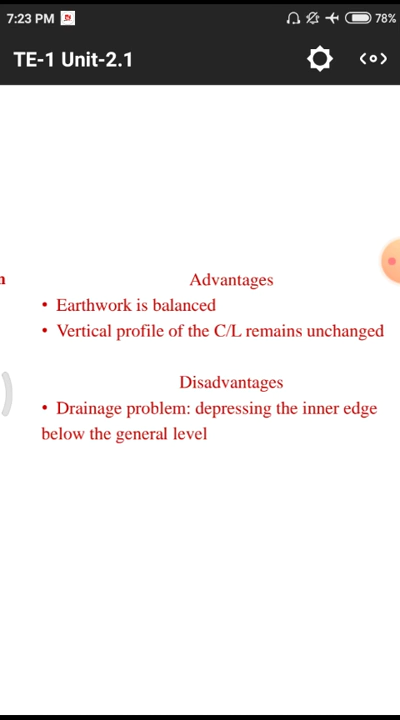 7:23 PM 78%
TE-1 Unit-2.1
Advantages
• Earthwork is balanced
• Vertical profile of the C/L remains unchanged
Disadvantages
• Drainage problem: depressing the inner edge
below the general level